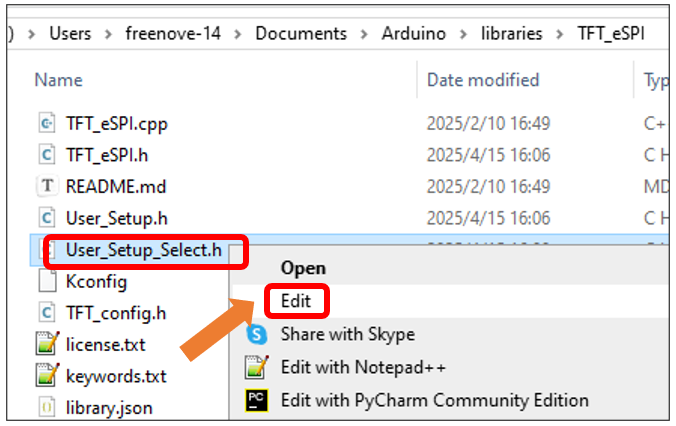 ) > Users > freenove-14 > Documents > Arduino > libraries > TFT_eSPI
Name Date modified Typ
TFT_eSPI.cpp 2025/2/10 16:49 C+
TFT_eSPI.h 2025/4/15 16:06 C H
README.md 2025/2/10 16:49 MD
User_Setup.h 2025/4/15 16:06 C H
User_Setup_Select.h
Open
Kconfig
Edit
TFT_config.h
Share with Skype
license.txt
Edit with Notepad++
keywords.txt
Edit with PyCharm Community Edition
library.json